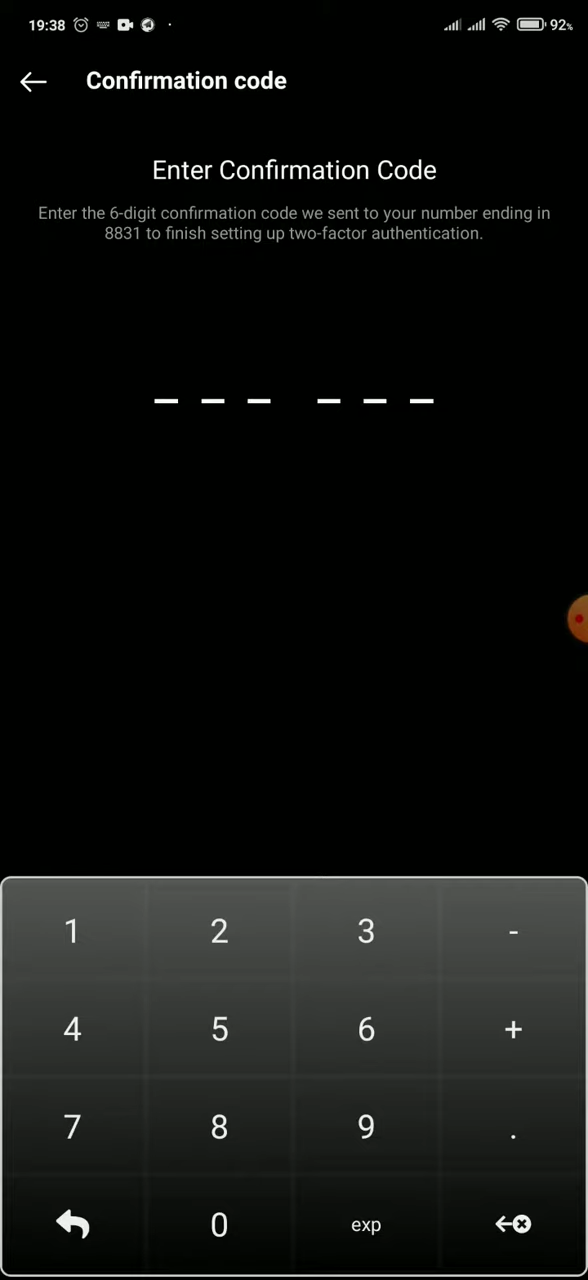 19:38 92%
Confirmation code
Enter Confirmation Code
Enter the 6-digit confirmation code we sent to your number ending in
8831 to finish setting up two-factor authentication.
1 2 3 -
4 5 6 +
7 8 9 .
0 exp